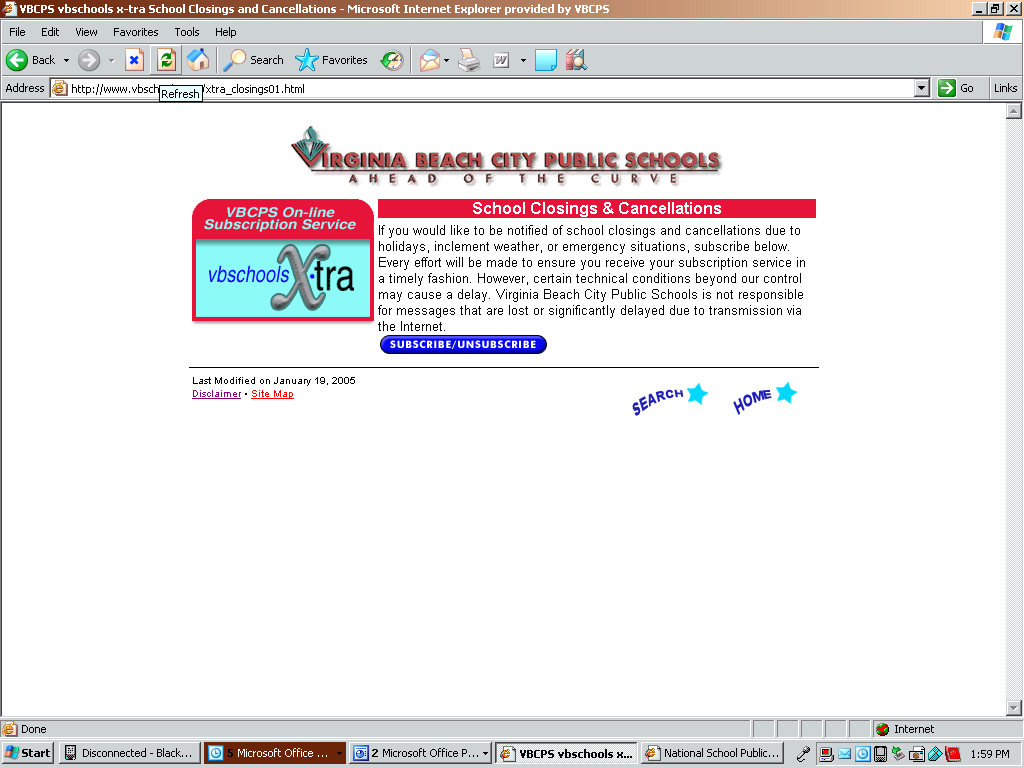 VBCPS vbschools x-tra School Closings and Cancellations - Microsoft Internet Explorer provided by VBCPS
File Edit View Favorites Tools Help
Back Search Favorites W
Address http://www.vbsch /xtra_closings01.html Go Links
Refresh
VIRGINIA BEACH CITY PUBLIC SCHOOLS
AHEAD OF THE CURVE
VBCPS On-line
Subscription Service
vbschools X•tra
School Closings & Cancellations
If you would like to be notified of school closings and cancellations due to
holidays, inclement weather, or emergency situations, subscribe below.
Every effort will be made to ensure you receive your subscription service in
a timely fashion. However, certain technical conditions beyond our control
may cause a delay. Virginia Beach City Public Schools is not responsible
for messages that are lost or significantly delayed due to transmission via
the Internet.
SUBSCRIBE/UNSUBSCRIBE
Last Modified on January 19, 2005
Disclaimer • Site Map
SEARCH HOME
Done Internet
Start Disconnected - Black... 5 Microsoft Office ... 2 Microsoft Office P... VBCPS vbschools x... National School Public... 1:59 PM